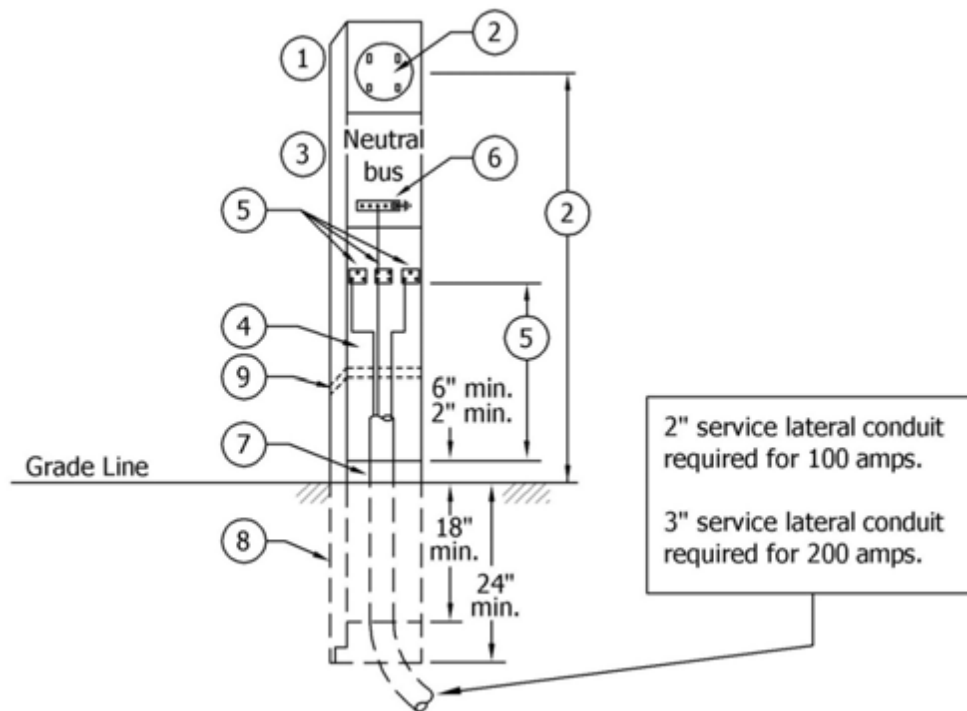 2
1
Neutral
bus
3
6
5
2
4
5
9
6" min.
2" min.
7
Grade Line
8
18"
min.
24"
min.
2" service lateral conduit
required for 100 amps.
3" service lateral conduit
required for 200 amps.